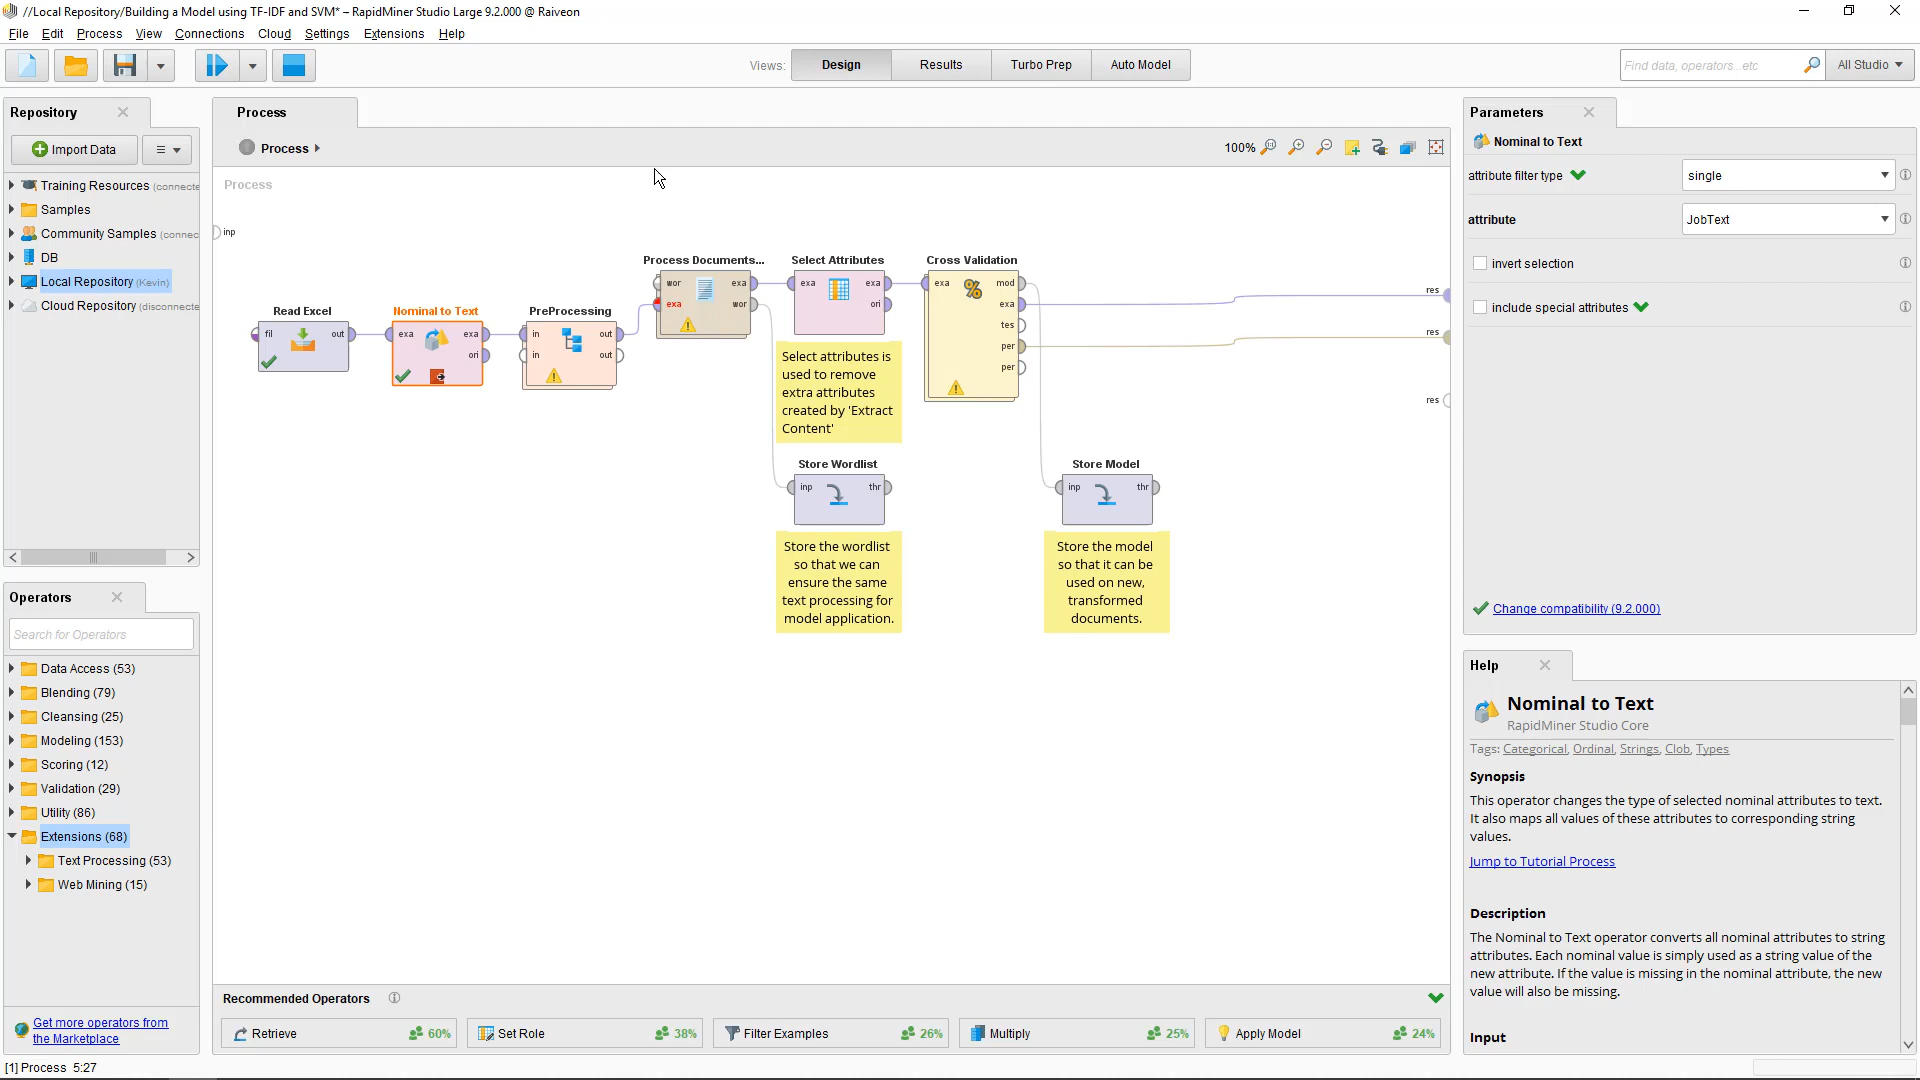 //Local Repository/Building a Model using TF-IDF and SVM* – RapidMiner Studio Large 9.2.000 @ Raiveon
File Edit Process View Connections Cloud Settings Extensions Help
Views: Design Results Turbo Prep Auto Model
Find data, operators...etc
All Studio
Repository
Import Data
Training Resources (connecte
Samples
Community Samples (connec
DB
Local Repository (Kevin)
Cloud Repository (disconnecte
Operators
Search for Operators
Data Access (53)
Blending (79)
Cleansing (25)
Modeling (153)
Scoring (12)
Validation (29)
Utility (86)
Extensions (68)
Text Processing (53)
Web Mining (15)
Get more operators from
the Marketplace
Process
Process
100%
Process
inp
Read Excel
fil out
Nominal to Text
exa exa
ori
PreProcessing
in out
in out
Process Documents...
wor exa
exa wor
Select Attributes
exa exa
ori
Select attributes is
used to remove
extra attributes
created by 'Extract
Content'
Cross Validation
exa mod
exa
tes
per
per
res
res
res
Store Wordlist
inp thr
Store the wordlist
so that we can
ensure the same
text processing for
model application.
Store Model
inp thr
Store the model
so that it can be
used on new,
transformed
documents.
Recommended Operators
Retrieve 60%
Set Role 38%
Filter Examples 26%
Multiply 25%
Apply Model 24%
Parameters
Nominal to Text
attribute filter type single
attribute JobText
invert selection
include special attributes
Change compatibility (9.2.000)
Help
Nominal to Text
RapidMiner Studio Core
Tags: Categorical, Ordinal, Strings, Clob, Types
Synopsis
This operator changes the type of selected nominal attributes to text.
It also maps all values of these attributes to corresponding string
values.
Jump to Tutorial Process
Description
The Nominal to Text operator converts all nominal attributes to string
attributes. Each nominal value is simply used as a string value of the
new attribute. If the value is missing in the nominal attribute, the new
value will also be missing.
Input
[1] Process 5:27